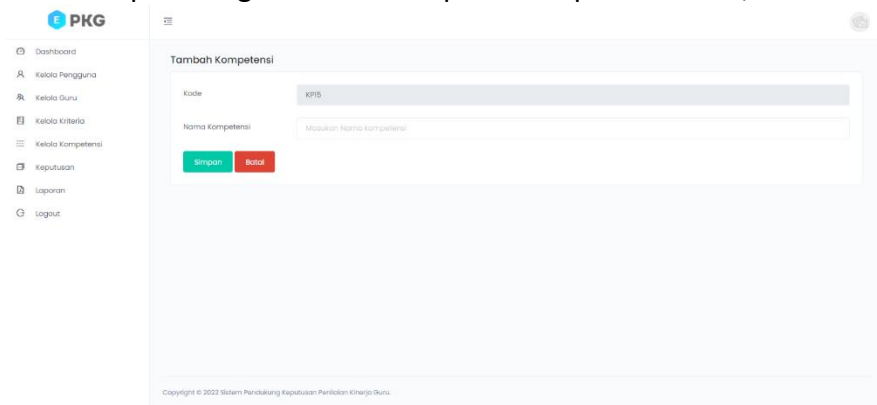 E PKG
Dashboard
Kelola Pengguna
Kelola Guru
Kelola Kriteria
Kelola Kompetensi
Keputusan
Laporan
Logout
Tambah Kompetensi
Kode KP15
Nama Kompetensi Masukan Nama Kompetensi
Simpan Batal
Copyright © 2022 Sistem Pendukung Keputusan Penilaian Kinerja Guru.